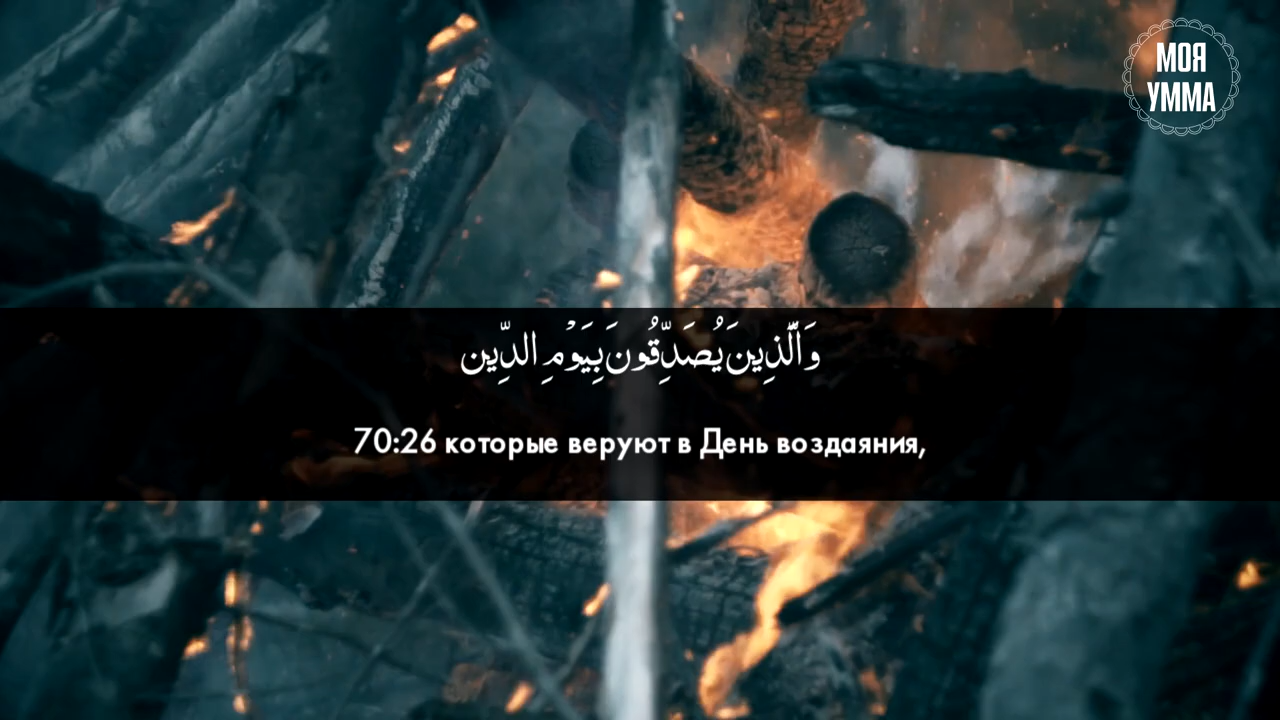 МОЯ
УММА
وَالَّذِينَ يُصَدِّقُونَ بِيَوْمِ الدِّين
70:26 которые веруют в День воздаяния,